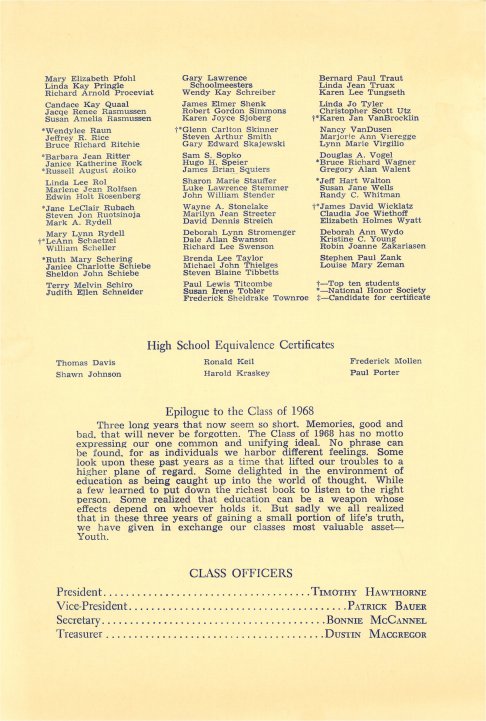 Mary Elizabeth Pfohl
Linda Kay Pringle
Richard Arnold Proceviat
Candace Kay Quaal
Jacqe Renee Rasmussen
Susan Amelia Rasmussen
*Wendylee Raun
Jeffrey R. Rice
Bruce Richard Ritchie
*Barbara Jean Ritter
Janice Katherine Rock
*Russell August Roiko
Linda Lee Rol
Marlene Jean Rolfsen
Edwin Holt Rosenberg
*Jane LeClair Rubach
Steven Jon Ruotsinoja
Mark A. Rydell
Mary Lynn Rydell
†*LeAnn Schaetzel
William Scheller
*Ruth Mary Schering
Janice Charlotte Schiebe
Sheldon John Schiebe
Terry Melvin Schiro
Judith Ellen Schneider
Gary Lawrence
Schoolmeesters
Wendy Kay Schreiber
James Elmer Shenk
Robert Gordon Simmons
Karen Joyce Sjoberg
†*Glenn Carlton Skinner
Steven Arthur Smith
Gary Edward Skajewski
Sam S. Sopko
Hugo H. Speier
James Brian Squiers
Sharon Marie Stauffer
Luke Lawrence Stemmer
John William Stender
Wayne A. Stonelake
Marilyn Jean Streeter
David Dennis Streich
Deborah Lynn Stromenger
Dale Allan Swanson
Richard Lee Swenson
Brenda Lee Taylor
Michael John Thielges
Steven Blaine Tibbetts
Paul Lewis Titcombe
Susan Irene Tobler
Frederick Sheldrake Townroe
Bernard Paul Traut
Linda Jean Truax
Karen Lee Tungseth
Linda Jo Tyler
Christopher Scott Utz
†*Karen Jan VanBrocklin
Nancy VanDusen
Marjorie Ann Vieregge
Lynn Marie Virgilio
Douglas A. Vogel
*Bruce Richard Wagner
Gregory Alan Walent
*Jeff Hart Walton
Susan Jane Wells
Randy C. Whitman
†*James David Wicklatz
Claudia Joe Wiethoff
Elizabeth Holmes Wyatt
Deborah Ann Wydo
Kristine C. Young
Robin Joanne Zakariasen
Stephen Paul Zank
Louise Mary Zeman
†—Top ten students
*—National Honor Society
‡—Candidate for certificate
High School Equivalence Certificates
Thomas Davis
Shawn Johnson
Ronald Keil
Harold Kraskey
Frederick Mollen
Paul Porter
Epilogue to the Class of 1968
Three long years that now seem so short. Memories, good and
bad, that will never be forgotten. The Class of 1968 has no motto
expressing our one common and unifying ideal. No phrase can
be found, for as individuals we harbor different feelings. Some
look upon these past years as a time that lifted our troubles to a
higher plane of regard. Some delighted in the environment of
education as being caught up into the world of thought. While
a few learned to put down the richest book to listen to the right
person. Some realized that education can be a weapon whose
effects depend on whoever holds it. But sadly we all realized
that in these three years of gaining a small portion of life's truth,
we have given in exchange our classes most valuable asset—
Youth.
CLASS OFFICERS
President.................................TIMOTHY HAWTHORNE
Vice-President...................................PATRICK BAUER
Secretary....................................BONNIE MCCANNEL
Treasurer ...................................DUSTIN MACGREGOR